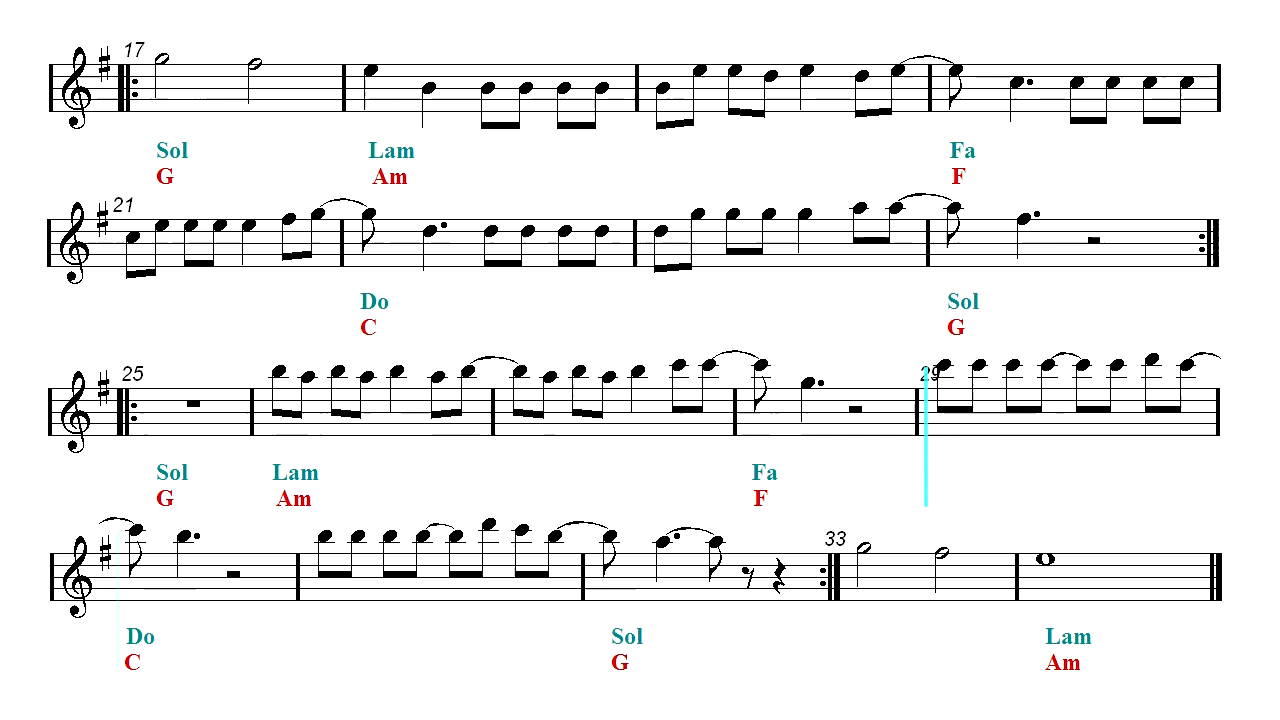 17
Sol Lam Fa
G Am F
21
Do Sol
C G
25 29
Sol Lam Fa
G Am F
33
Do Sol Lam
C G Am